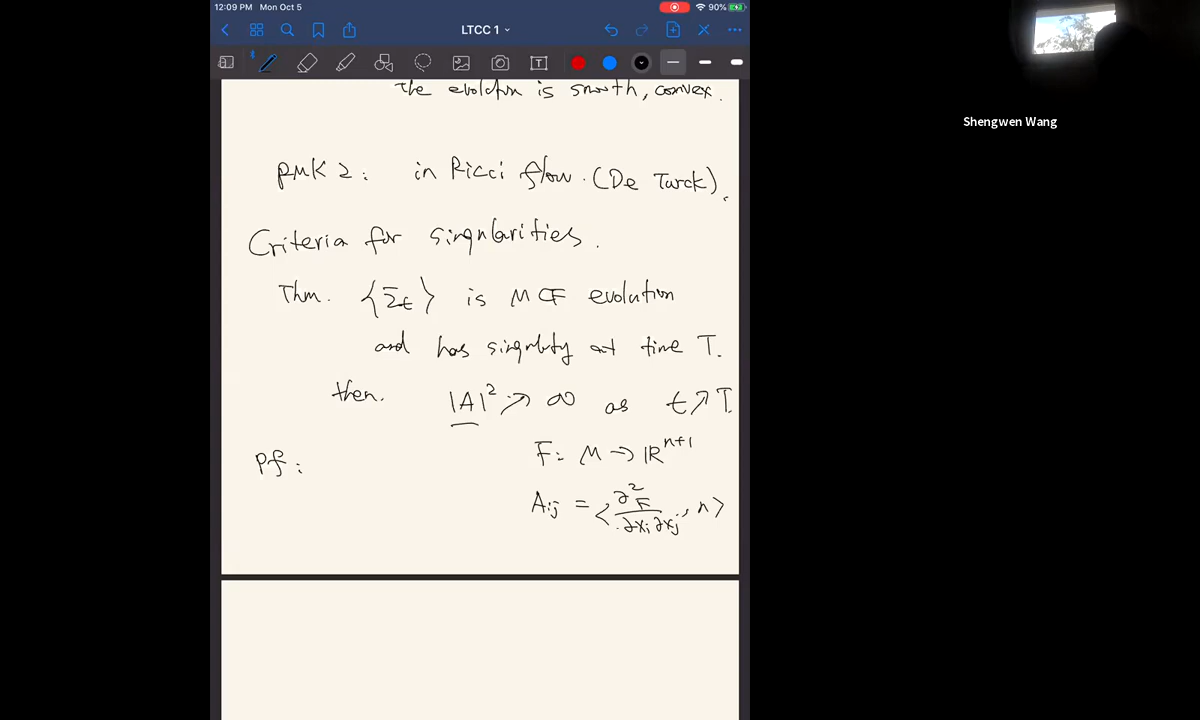 12:09 PM Mon Oct 5
90%
LTCC 1
the evolution is smooth, convex.
RMK 2: in Ricci flow. (De Turck).
Criteria for singularities.
Thm. {Σt} is MCF evolution
and has singulrty at time T.
then. |A|² ↗ ∞ as t ↗ T.
F: M → ℝⁿ⁺¹
Pf:
Aij = < ∂²F / ∂xi ∂xj , n >
Shengwen Wang